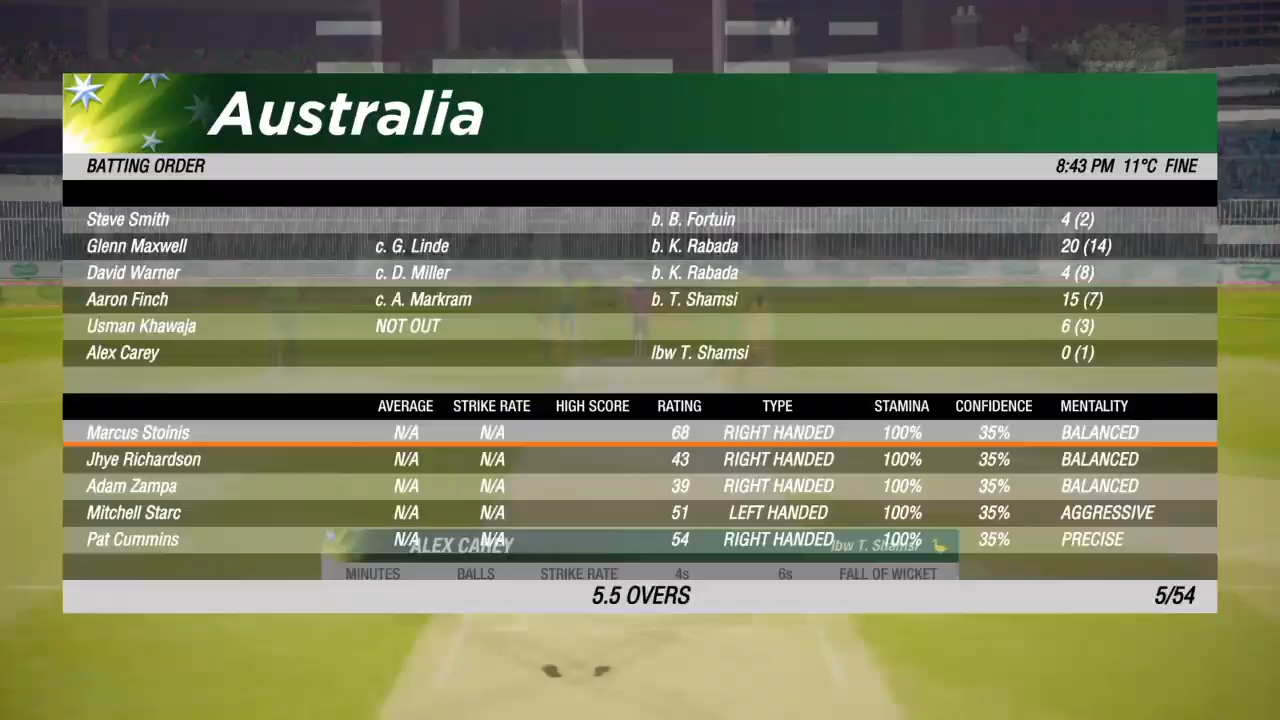 Australia
BATTING ORDER 8:43 PM 11°C FINE
Steve Smith b. B. Fortuin 4 (2)
Glenn Maxwell c. G. Linde b. K. Rabada 20 (14)
David Warner c. D. Miller b. K. Rabada 4 (8)
Aaron Finch c. A. Markram b. T. Shamsi 15 (7)
Usman Khawaja NOT OUT 6 (3)
Alex Carey lbw T. Shamsi 0 (1)
AVERAGE STRIKE RATE HIGH SCORE RATING TYPE STAMINA CONFIDENCE MENTALITY
Marcus Stoinis N/A N/A 68 RIGHT HANDED 100% 35% BALANCED
Jhye Richardson N/A N/A 43 RIGHT HANDED 100% 35% BALANCED
Adam Zampa N/A N/A 39 RIGHT HANDED 100% 35% BALANCED
Mitchell Starc N/A N/A 51 LEFT HANDED 100% 35% AGGRESSIVE
Pat Cummins N/A N/A 54 RIGHT HANDED 100% 35% PRECISE
ALEX CAREY lbw T. Shamsi
MINUTES BALLS STRIKE RATE 4s 6s FALL OF WICKET
5.5 OVERS 5/54